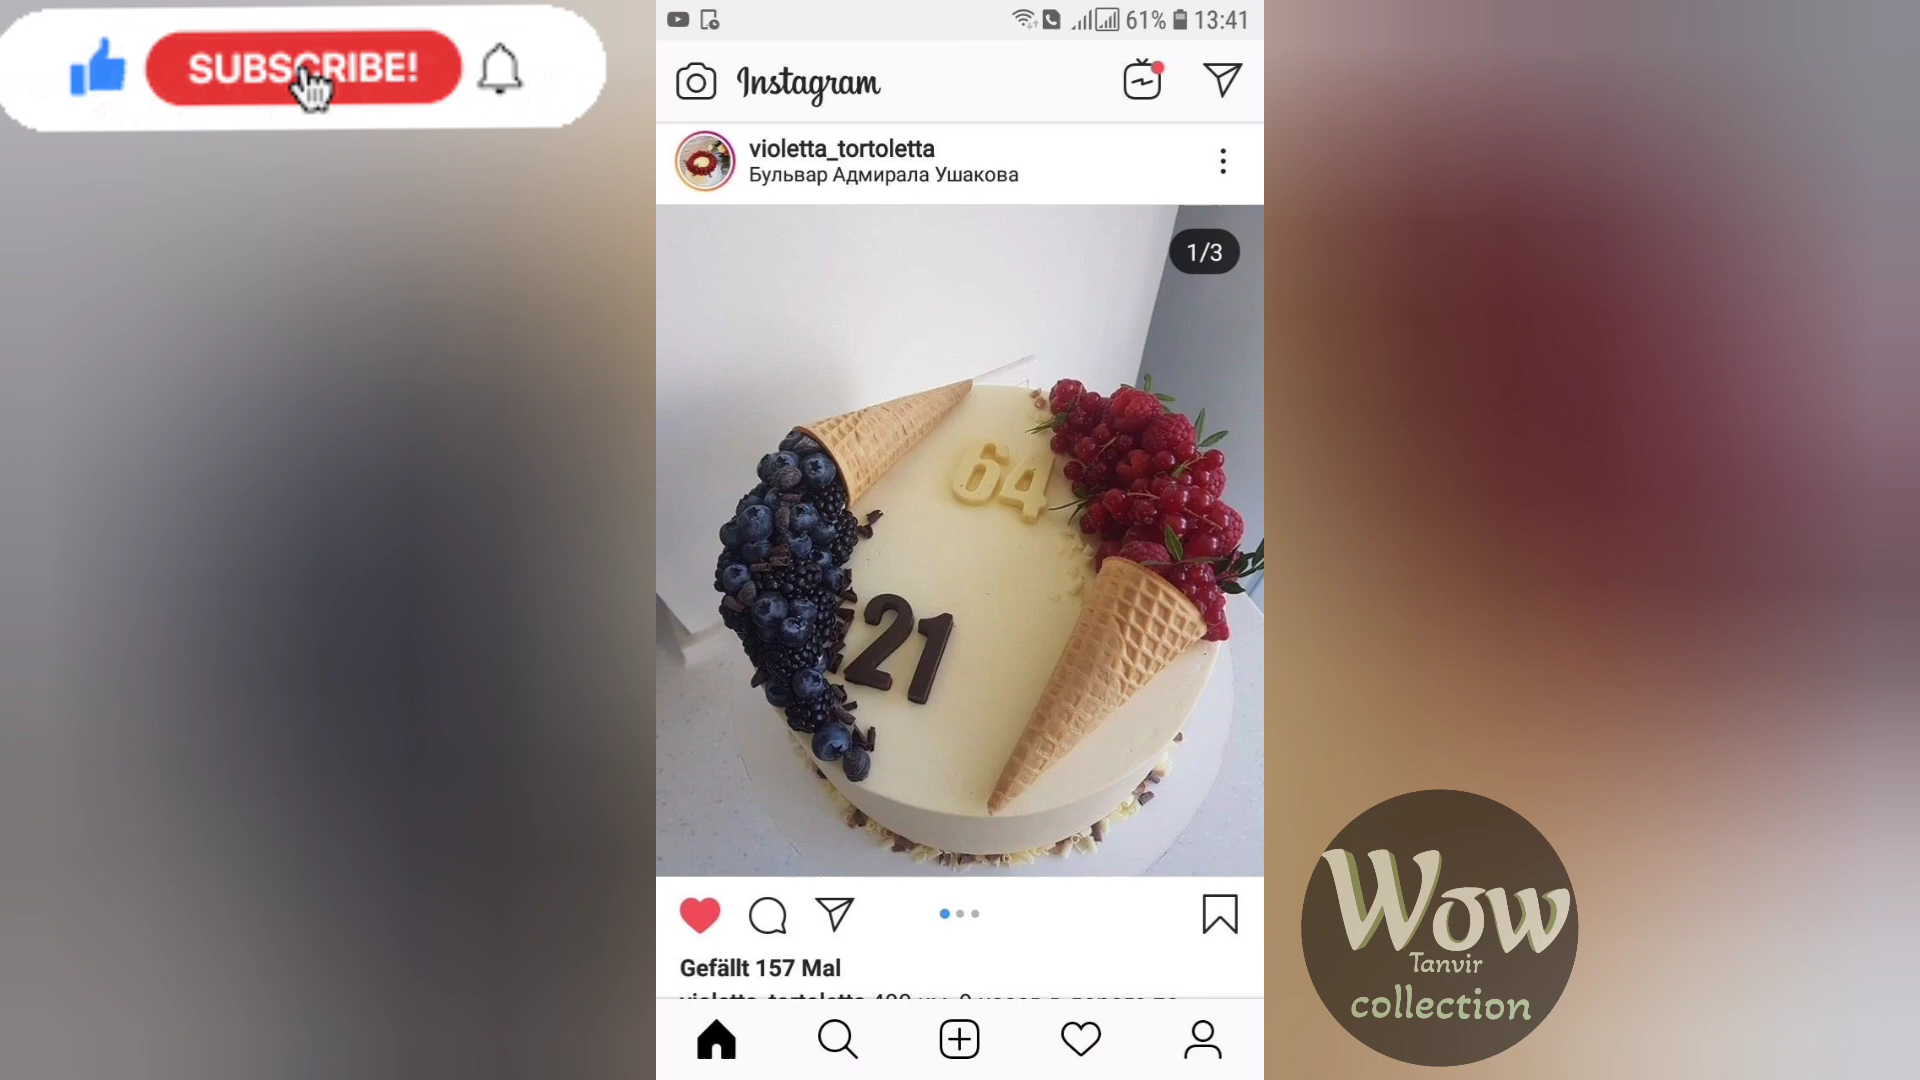 SUBSCRIBE!
61% 13:41
Instagram
violetta_tortoletta
Бульвар Адмирала Ушакова
1/3
64
21
Gefällt 157 Mal
violetta_tortoletta
Wow
Tanvir
collection